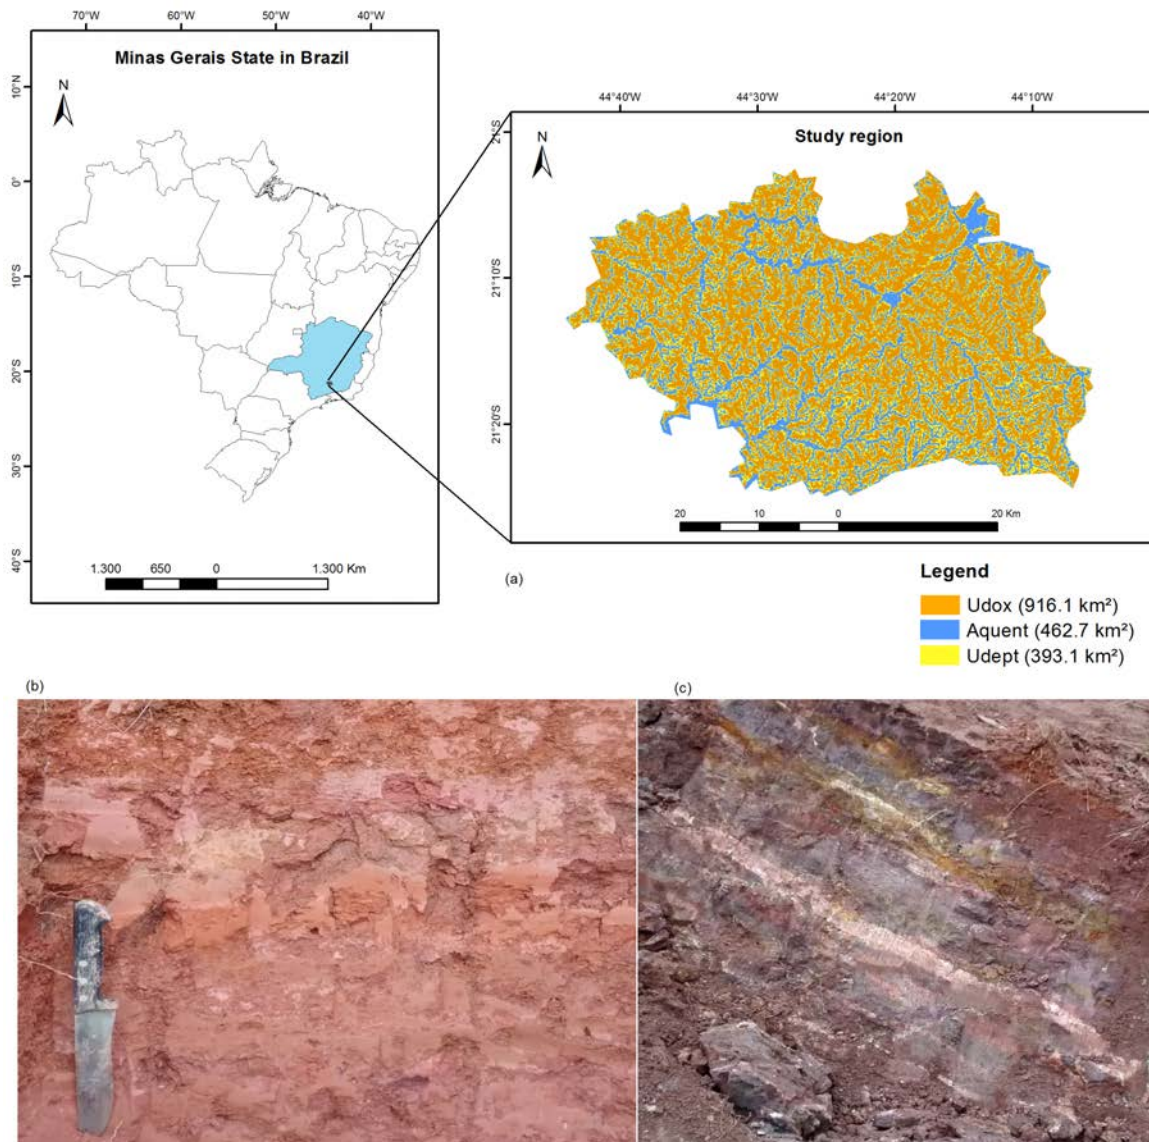 70°W 60°W 50°W 40°W
Minas Gerais State in Brazil
N
10°N
0°
10°S
20°S
30°S
40°S
1.300 650 0 1.300 Km
44°40'W 44°30'W 44°20'W 44°10'W
Study region
N
21°S
21°10'S
21°20'S
20 10 0 20 Km
(a)
Legend
Udox (916.1 km²)
Aquent (462.7 km²)
Udept (393.1 km²)
(b)
(c)